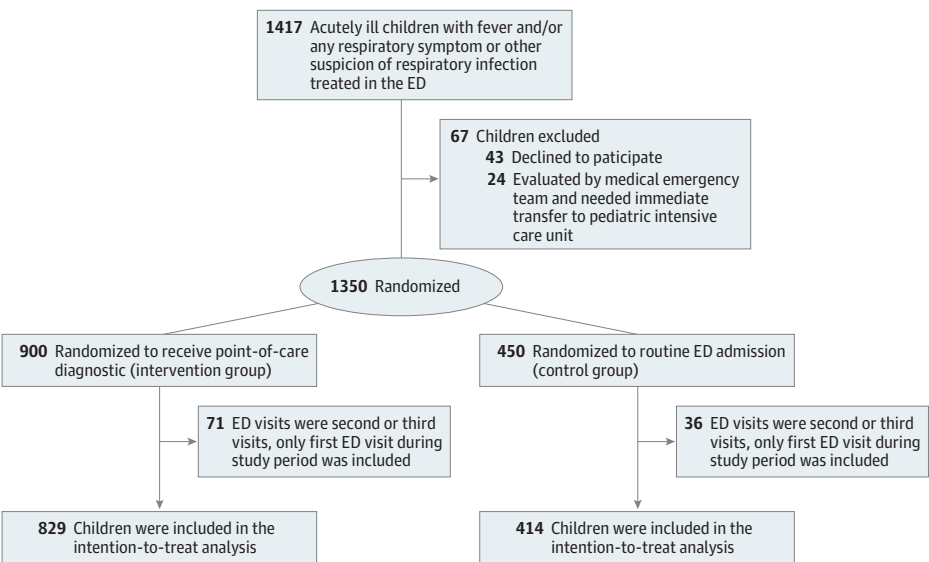 1417 Acutely ill children with fever and/or
any respiratory symptom or other
suspicion of respiratory infection
treated in the ED
67 Children excluded
43 Declined to paticipate
24 Evaluated by medical emergency
team and needed immediate
transfer to pediatric intensive
care unit
1350 Randomized
900 Randomized to receive point-of-care
diagnostic (intervention group)
450 Randomized to routine ED admission
(control group)
71 ED visits were second or third
visits, only first ED visit during
study period was included
36 ED visits were second or third
visits, only first ED visit during
study period was included
829 Children were included in the
intention-to-treat analysis
414 Children were included in the
intention-to-treat analysis